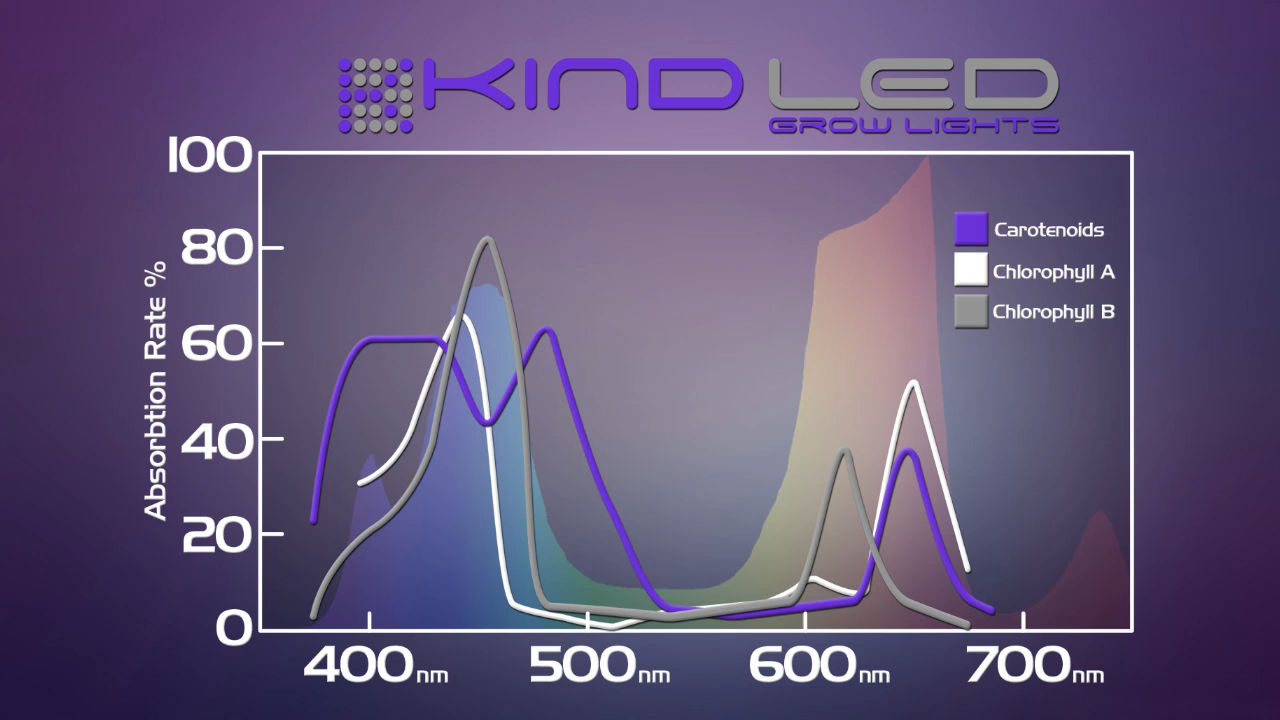 KIND LED
GROW LIGHTS
Absorbtion Rate %
100
80
60
40
20
0
400nm
500nm
600nm
700nm
Carotenoids
Chlorophyll A
Chlorophyll B